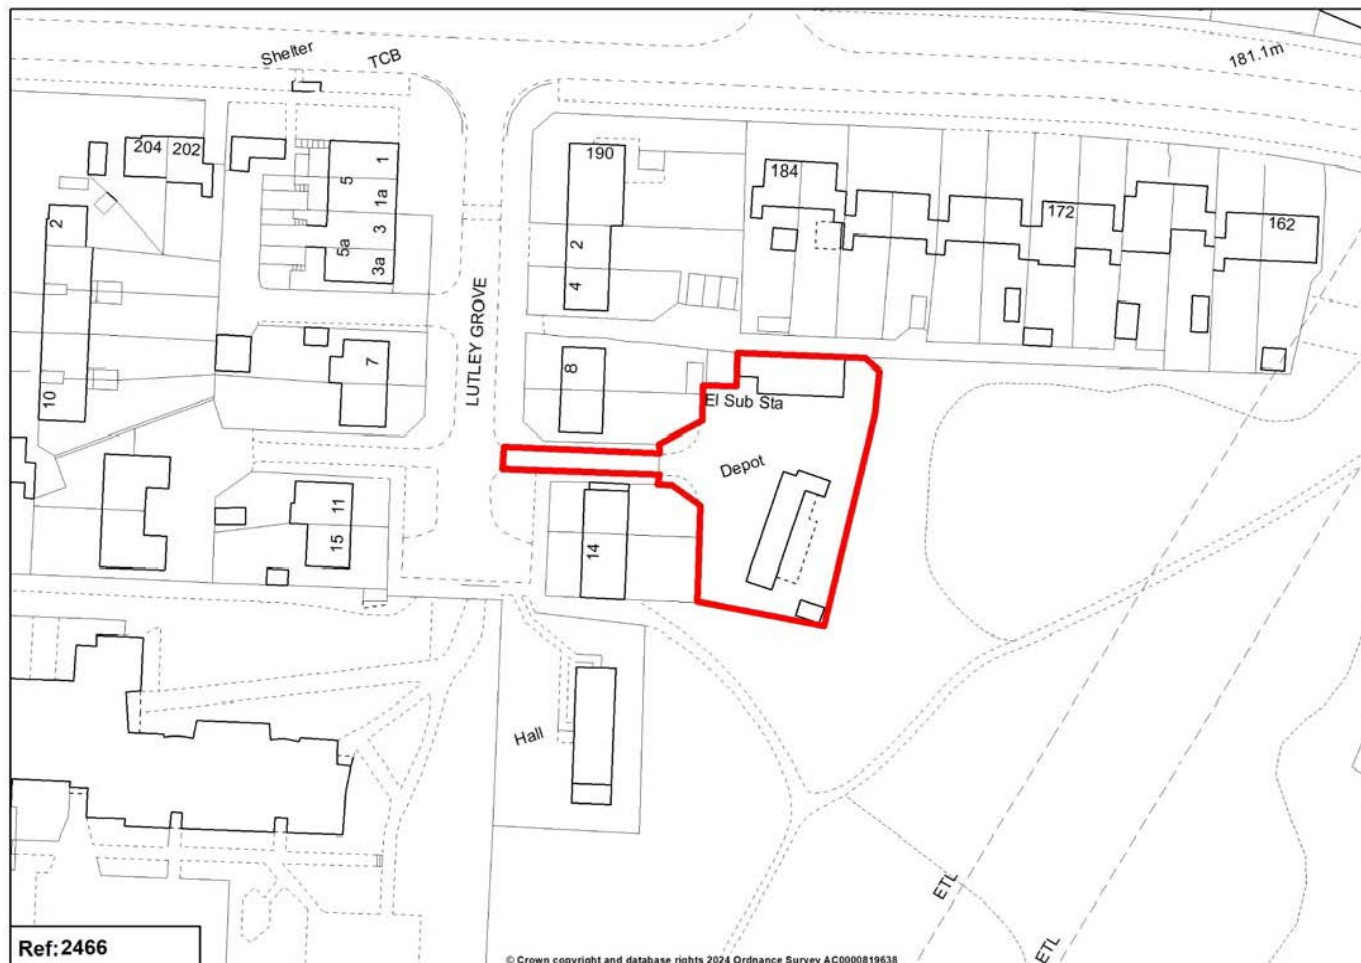 Shelter
TCB
181.1m
204
202
5
1
1a
3
3a
5a
190
184
172
162
2
2
4
LUTLEY GROVE
7
8
10
El Sub Sta
Depot
11
15
14
Hall
ETL
ETL
Ref: 2466
© Crown copyright and database rights 2024 Ordnance Survey AC0000819638